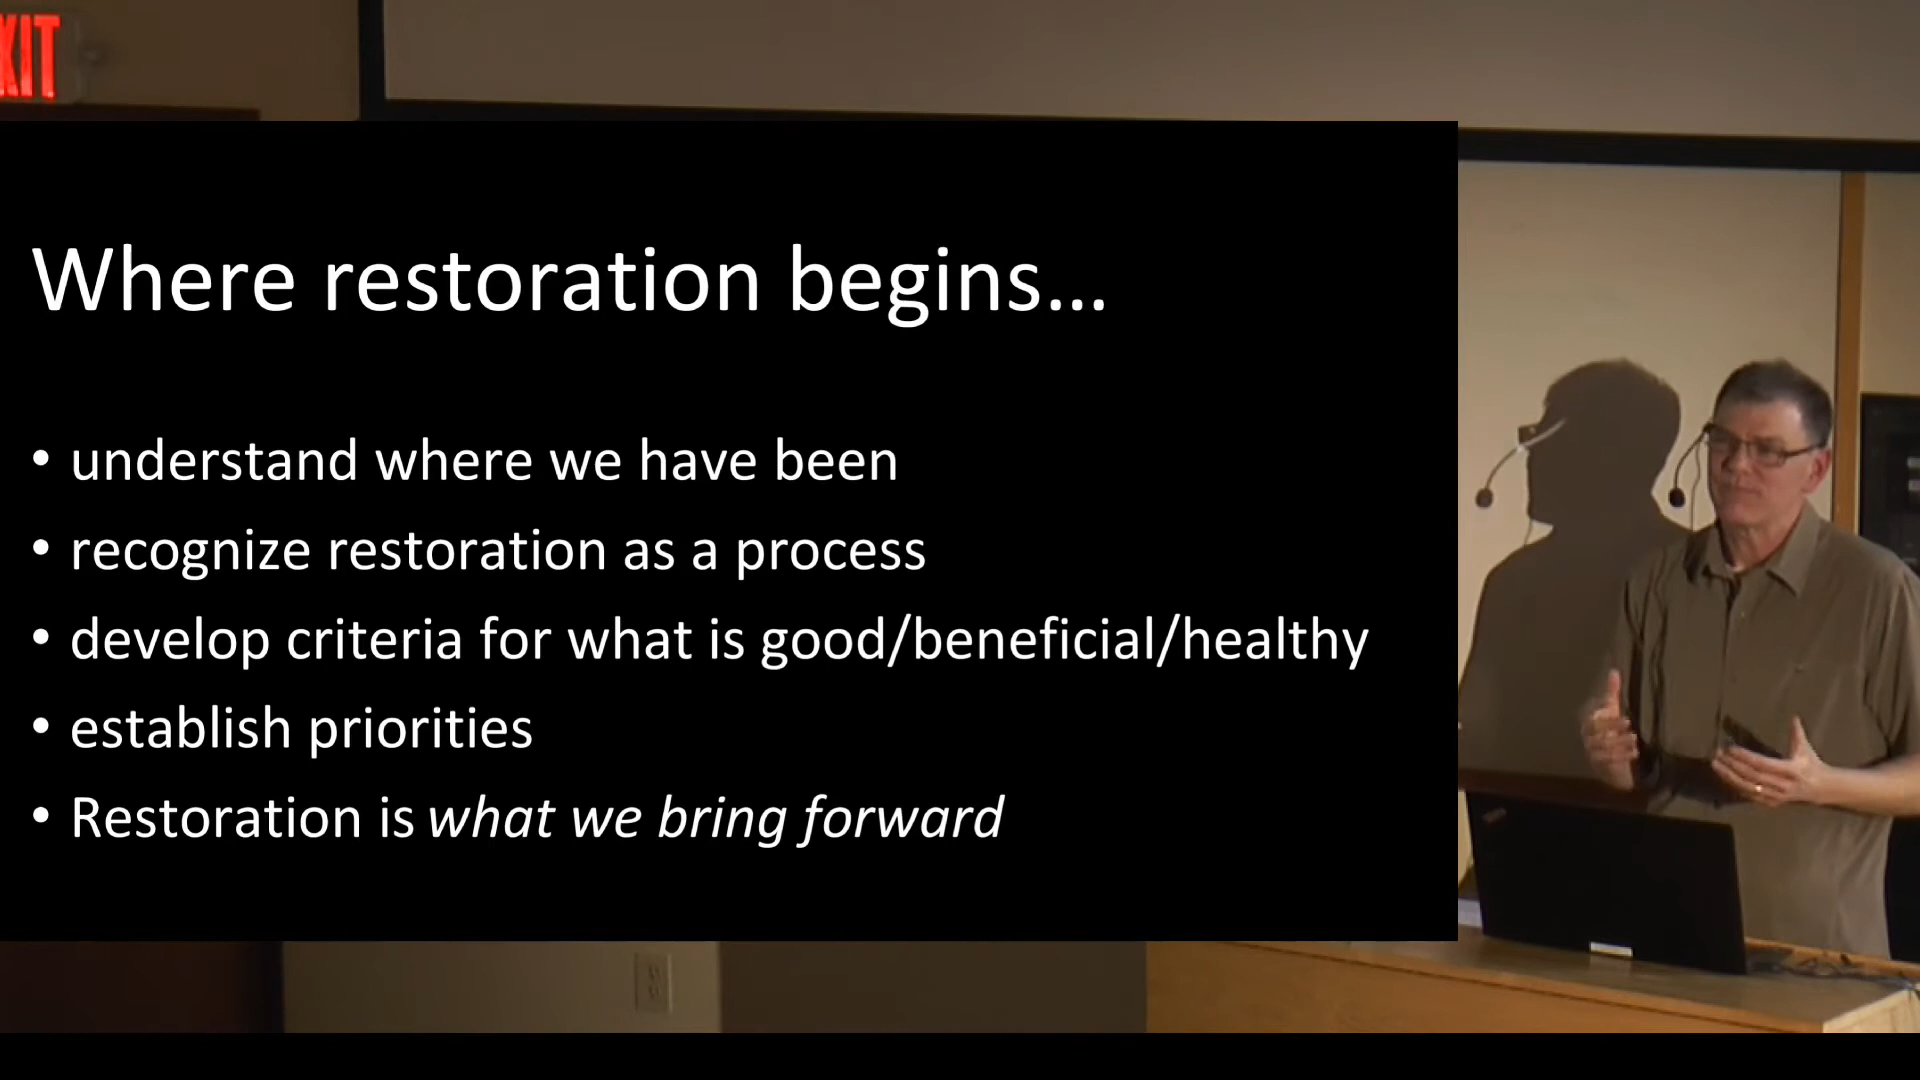 XIT
Where restoration begins...
• understand where we have been
• recognize restoration as a process
• develop criteria for what is good/beneficial/healthy
• establish priorities
• Restoration is what we bring forward